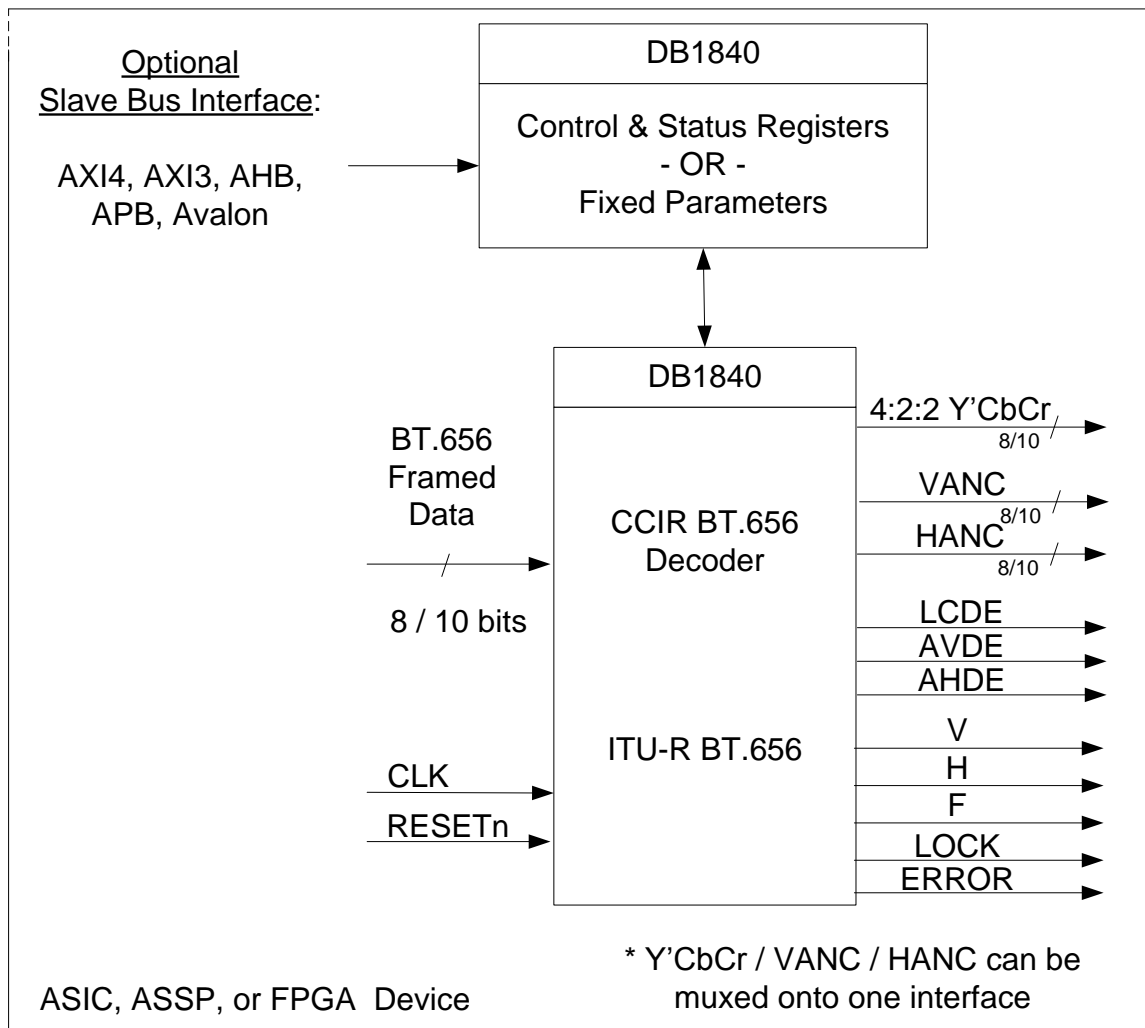 Optional
Slave Bus Interface:
AXI4, AXI3, AHB,
APB, Avalon
DB1840
Control & Status Registers
- OR -
Fixed Parameters
DB1840
BT.656
Framed
Data
8 / 10 bits
CLK
RESETn
CCIR BT.656
Decoder
ITU-R BT.656
4:2:2 Y'CbCr
8/10
VANC
8/10
HANC
8/10
LCDE
AVDE
AHDE
V
H
F
LOCK
ERROR
* Y'CbCr / VANC / HANC can be
muxed onto one interface
ASIC, ASSP, or FPGA Device